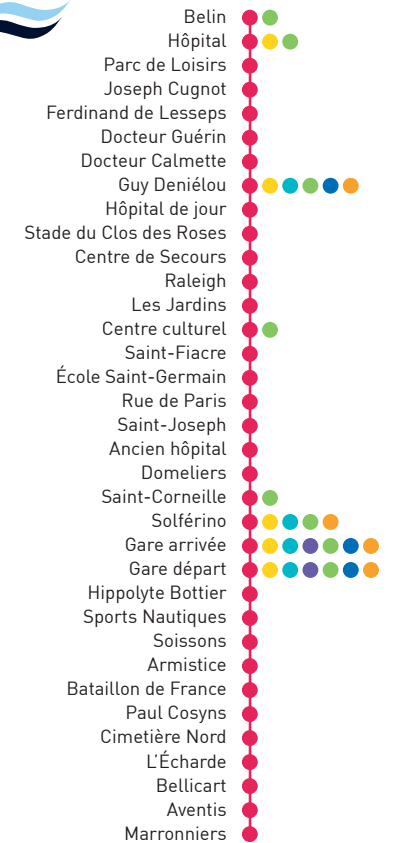 Belin
Hôpital
Parc de Loisirs
Joseph Cugnot
Ferdinand de Lesseps
Docteur Guérin
Docteur Calmette
Guy Deniélou
Hôpital de jour
Stade du Clos des Roses
Centre de Secours
Raleigh
Les Jardins
Centre culturel
Saint-Fiacre
École Saint-Germain
Rue de Paris
Saint-Joseph
Ancien hôpital
Domeliers
Saint-Corneille
Solférino
Gare arrivée
Gare départ
Hippolyte Bottier
Sports Nautiques
Soissons
Armistice
Bataillon de France
Paul Cosyns
Cimetière Nord
L'Écharde
Bellicart
Aventis
Marronniers